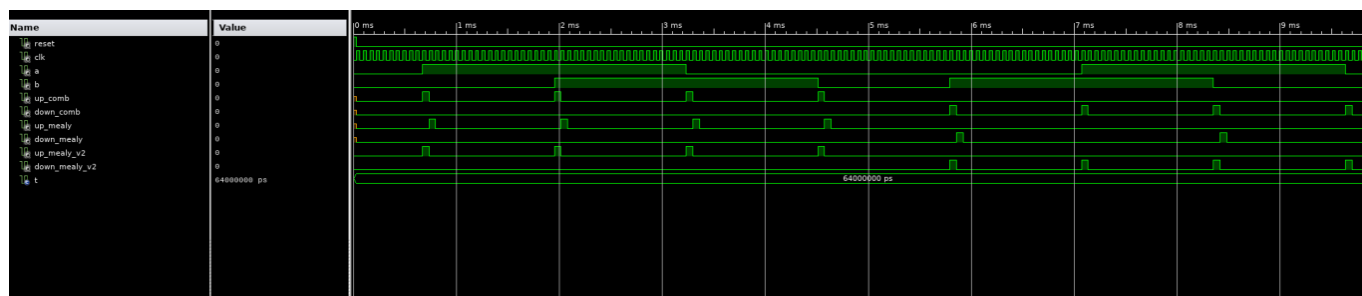 Name Value 0 ms 1 ms 2 ms 3 ms 4 ms 5 ms 6 ms 7 ms 8 ms 9 ms
reset 0
clk 0
a 0
b 0
up_comb 0
down_comb 0
up_mealy 0
down_mealy 0
up_mealy_v2 0
down_mealy_v2 0
t 64000000 ps 64000000 ps